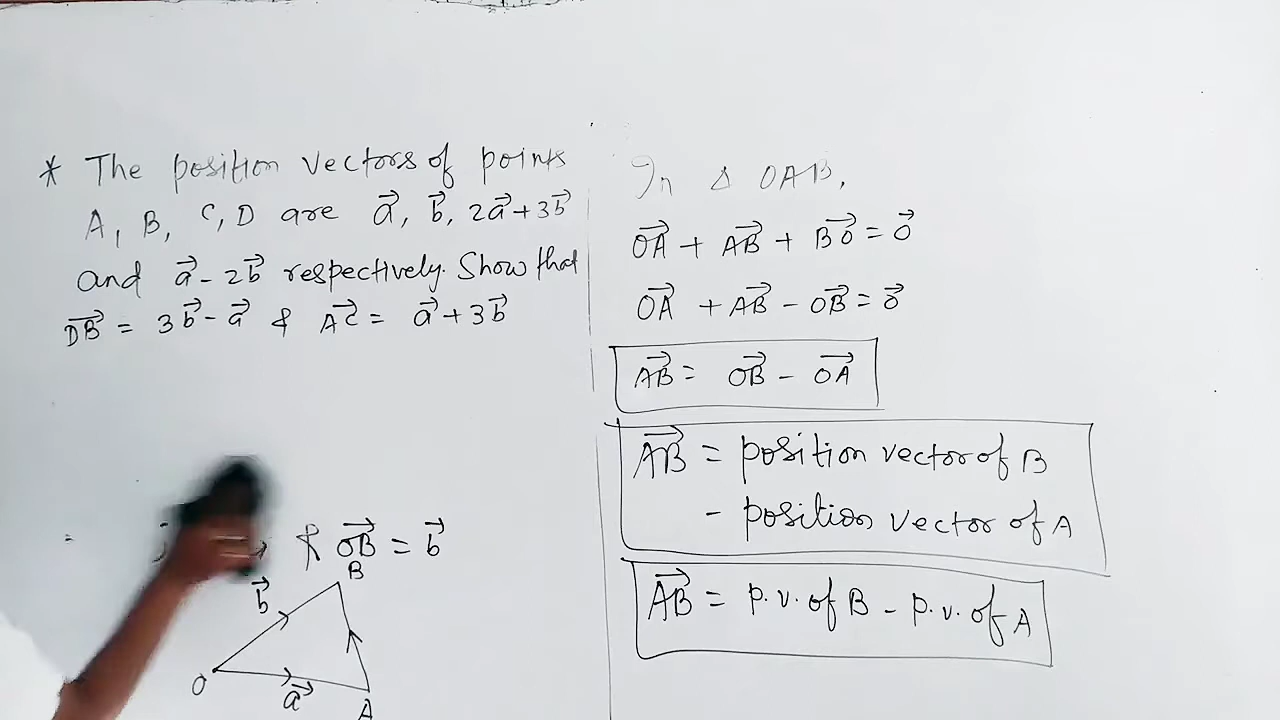 * The position vectors of points
A, B, C, D are a⃗, b⃗, 2a⃗+3b⃗
and a⃗-2b⃗ respectively. Show that
DB⃗ = 3b⃗-a⃗ & AC⃗ = a⃗+3b⃗
=
& OB⃗ = b⃗
B
b⃗
O
a⃗
A
In Δ OAB,
OA⃗ + AB⃗ + BO⃗ = 0⃗
OA⃗ + AB⃗ - OB⃗ = 0⃗
AB⃗ = OB⃗ - OA⃗
AB⃗ = position vector of B
- position vector of A
AB⃗ = p.v. of B - p.v. of A